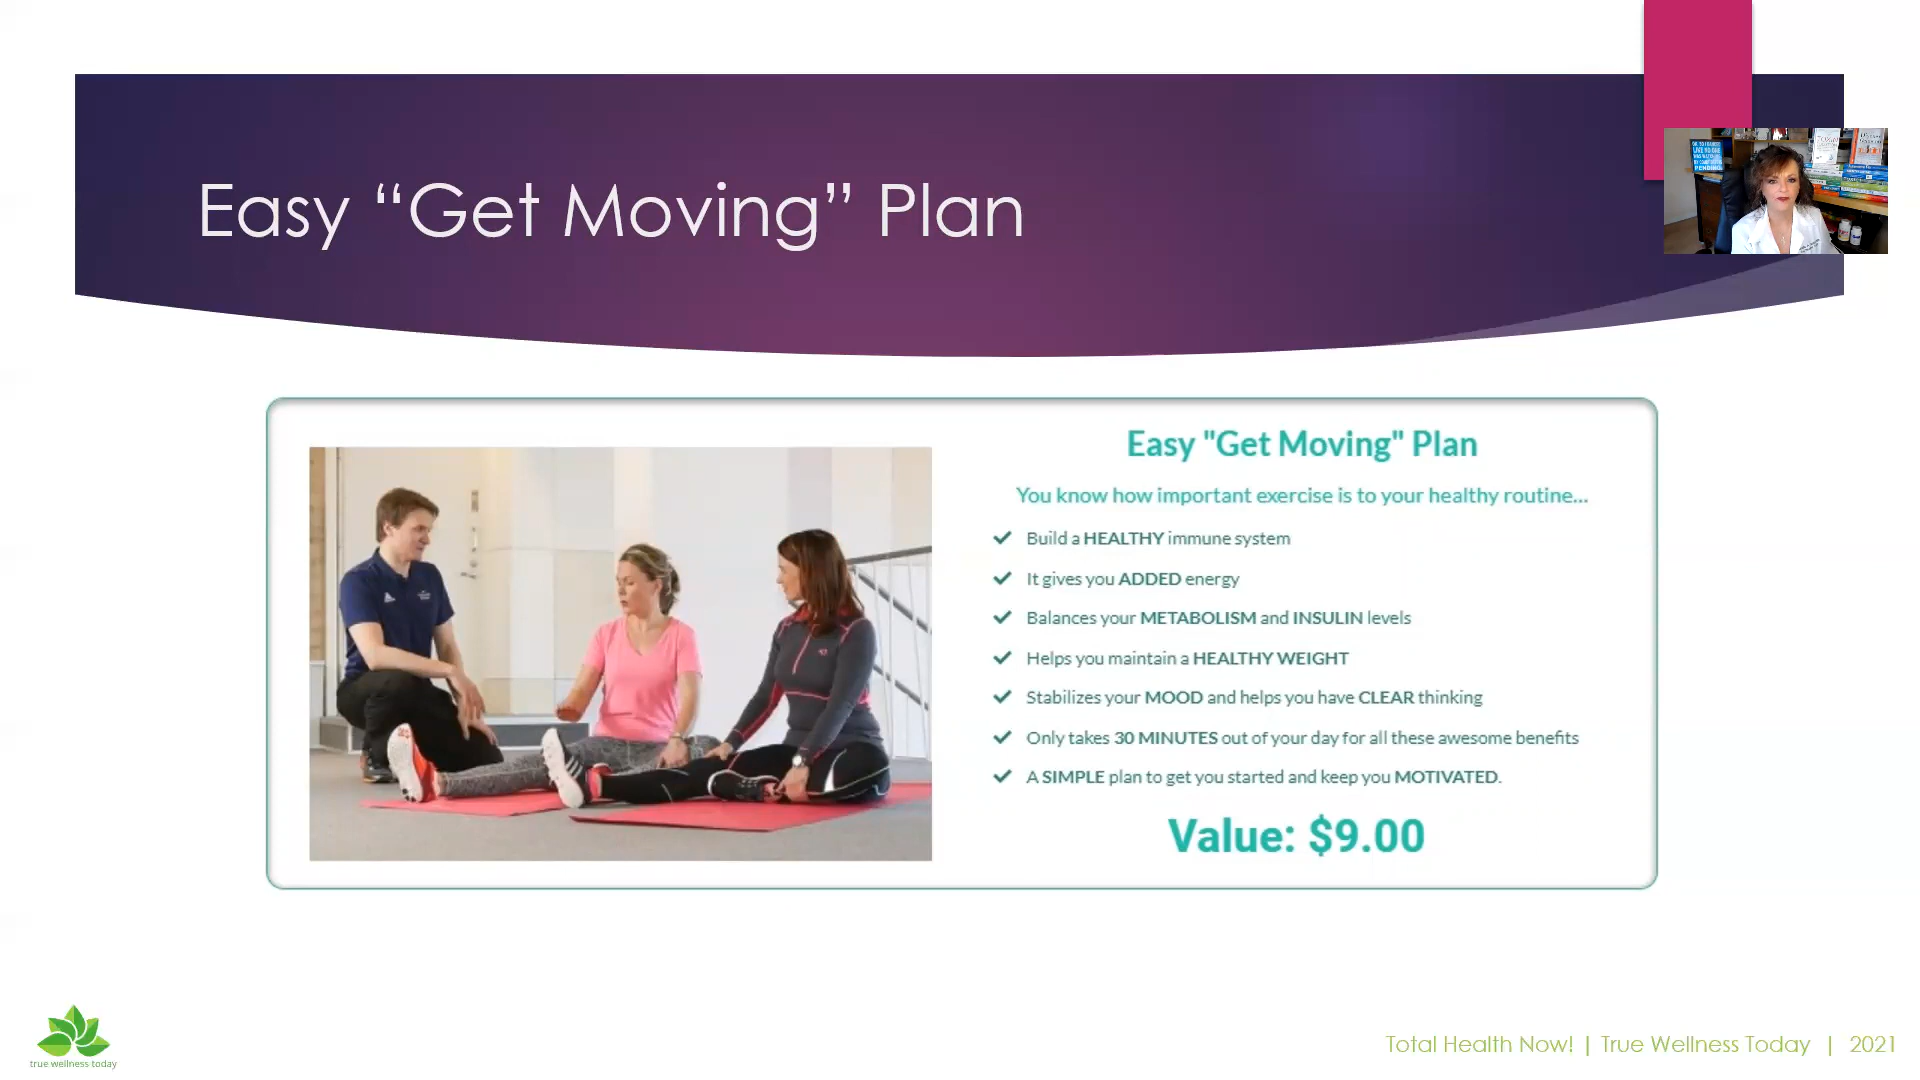 Easy “Get Moving” Plan
Easy "Get Moving" Plan
You know how important exercise is to your healthy routine...
Build a HEALTHY immune system
It gives you ADDED energy
Balances your METABOLISM and INSULIN levels
Helps you maintain a HEALTHY WEIGHT
Stabilizes your MOOD and helps you have CLEAR thinking
Only takes 30 MINUTES out of your day for all these awesome benefits
A SIMPLE plan to get you started and keep you MOTIVATED.
Value: $9.00
true wellness today
Total Health Now! | True Wellness Today | 2021